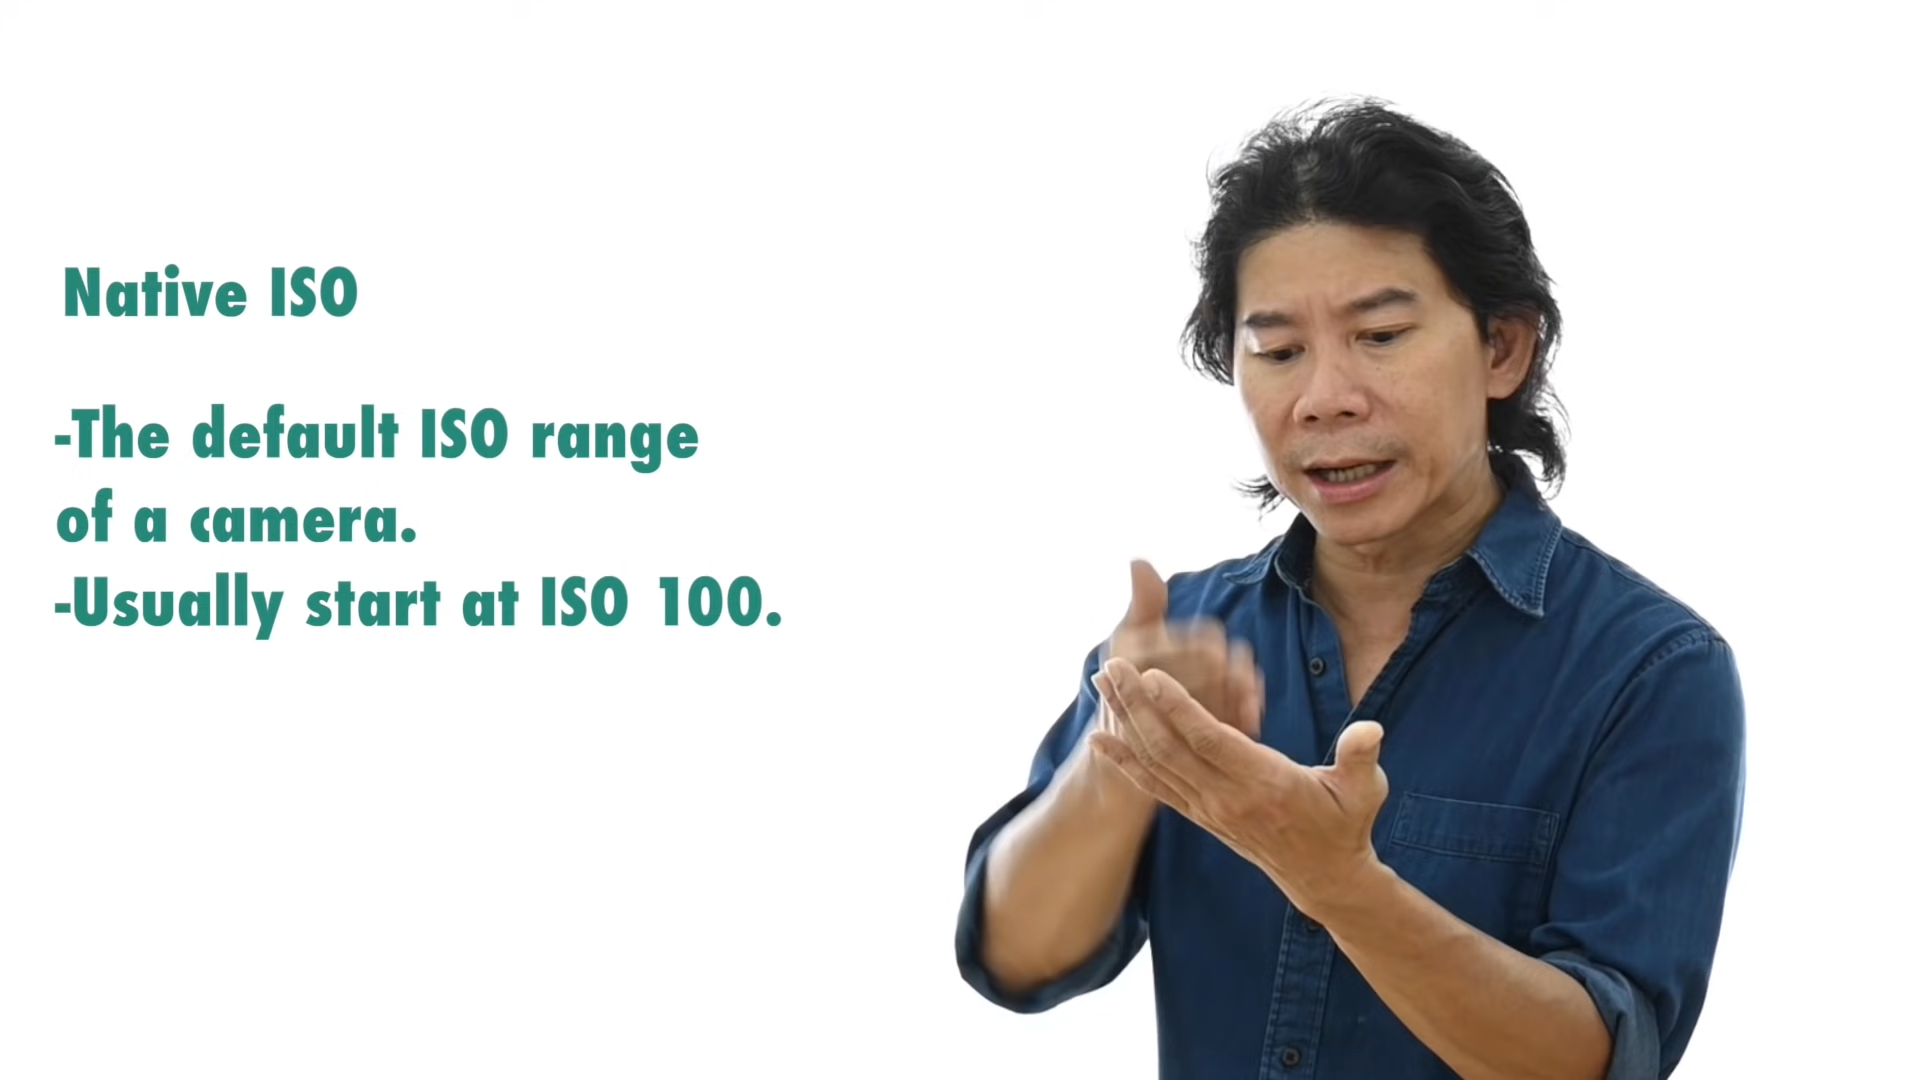 Native ISO
-The default ISO range
of a camera.
-Usually start at ISO 100.